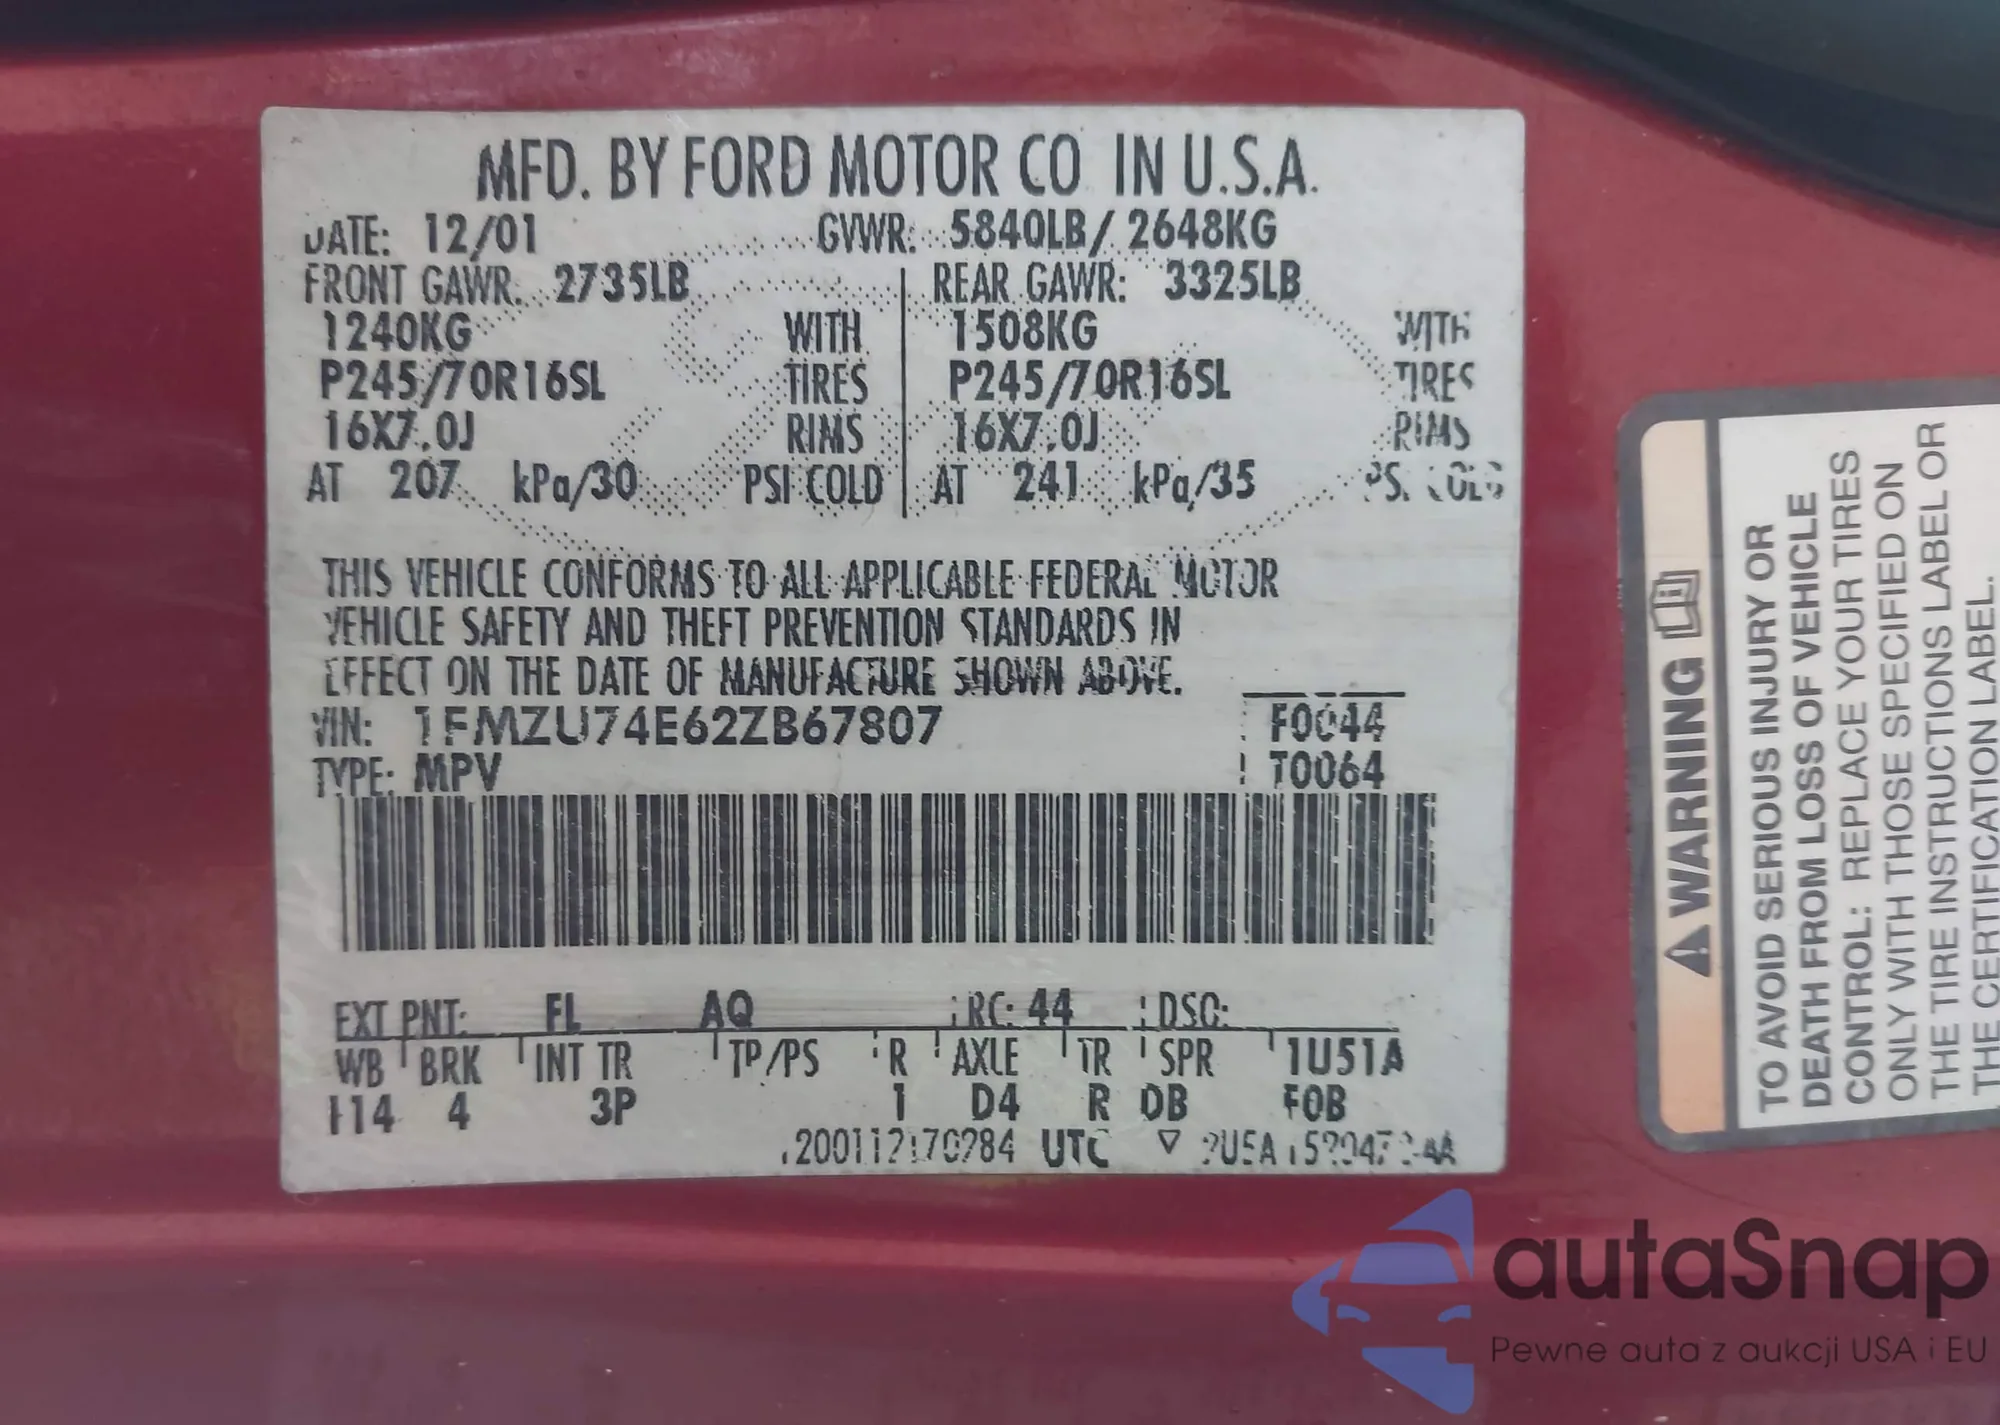 MFD. BY FORD MOTOR CO IN U.S.A.
DATE: 12/01 GVWR: 5840LB/ 2648KG
FRONT GAWR: 2735LB REAR GAWR: 3325LB
1240KG WITH 1508KG WITH
P245/70R16SL TIRES P245/70R16SL TIRES
16X7.0J RIMS 16X7.0J RIMS
AT 207 kPa/30 PSI COLD AT 241 kPa/35 PSI COLD
THIS VEHICLE CONFORMS TO ALL APPLICABLE FEDERAL MOTOR
VEHICLE SAFETY AND THEFT PREVENTION STANDARDS IN
EFFECT ON THE DATE OF MANUFACTURE SHOWN ABOVE.
VIN: 1FMZU74E62ZB67807 F0044
TYPE: MPV T0064
EXT PNT: FL AQ RC: 44 DSO:
WB BRK INT TR TP/PS R AXLE TR SPR 1U51A
114 4 3P 1 D4 R DB F0B
UTC
WARNING
TO AVOID SERIOUS INJURY OR
DEATH FROM LOSS OF VEHICLE
CONTROL: REPLACE YOUR TIRES
ONLY WITH THOSE SPECIFIED ON
THE TIRE INSTRUCTIONS LABEL OR
THE CERTIFICATION LABEL.
autoSnap
Pewne auta z aukcji USA i EU